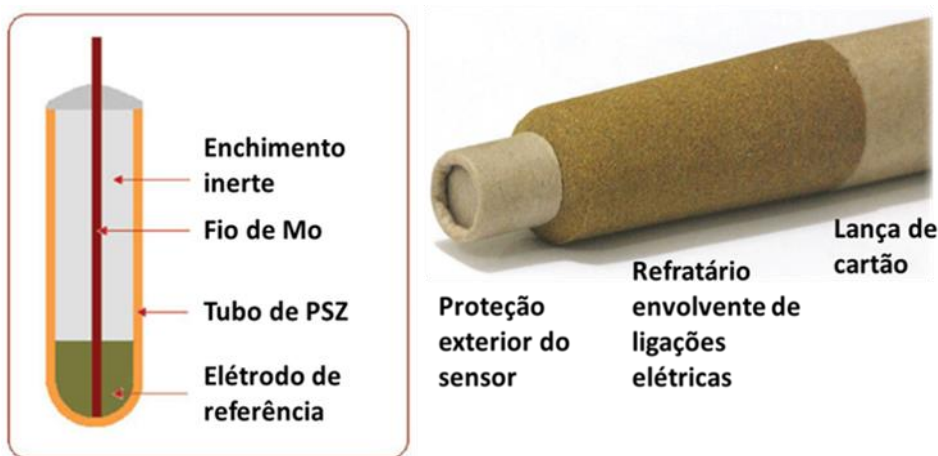 Enchimento
inerte
Fio de Mo
Tubo de PSZ
Elétrodo de
referência
Proteção
exterior do
sensor
Refratário
envolvente de
ligações
elétricas
Lança de
cartão